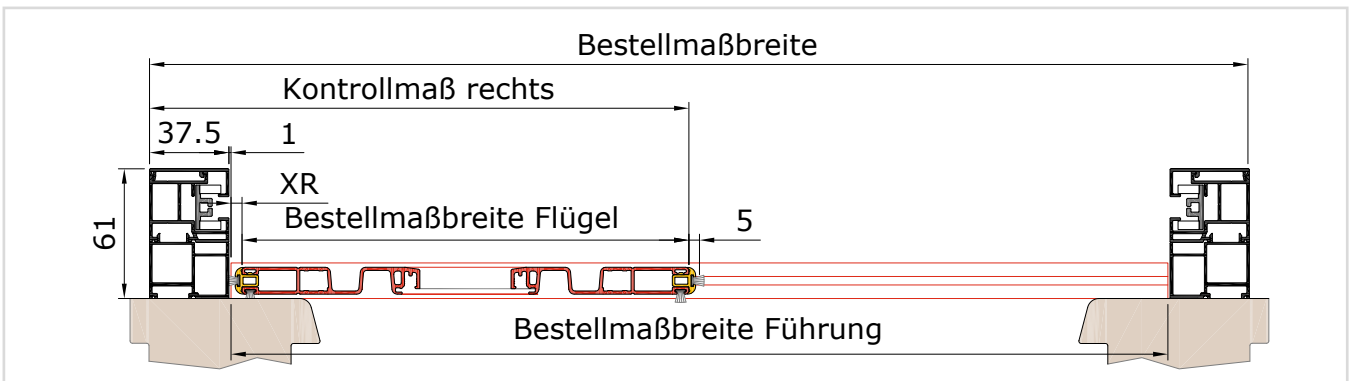 Bestellmaßbreite
Kontrollmaß rechts
37.5 1
XR
Bestellmaßbreite Flügel 5
61
Bestellmaßbreite Führung